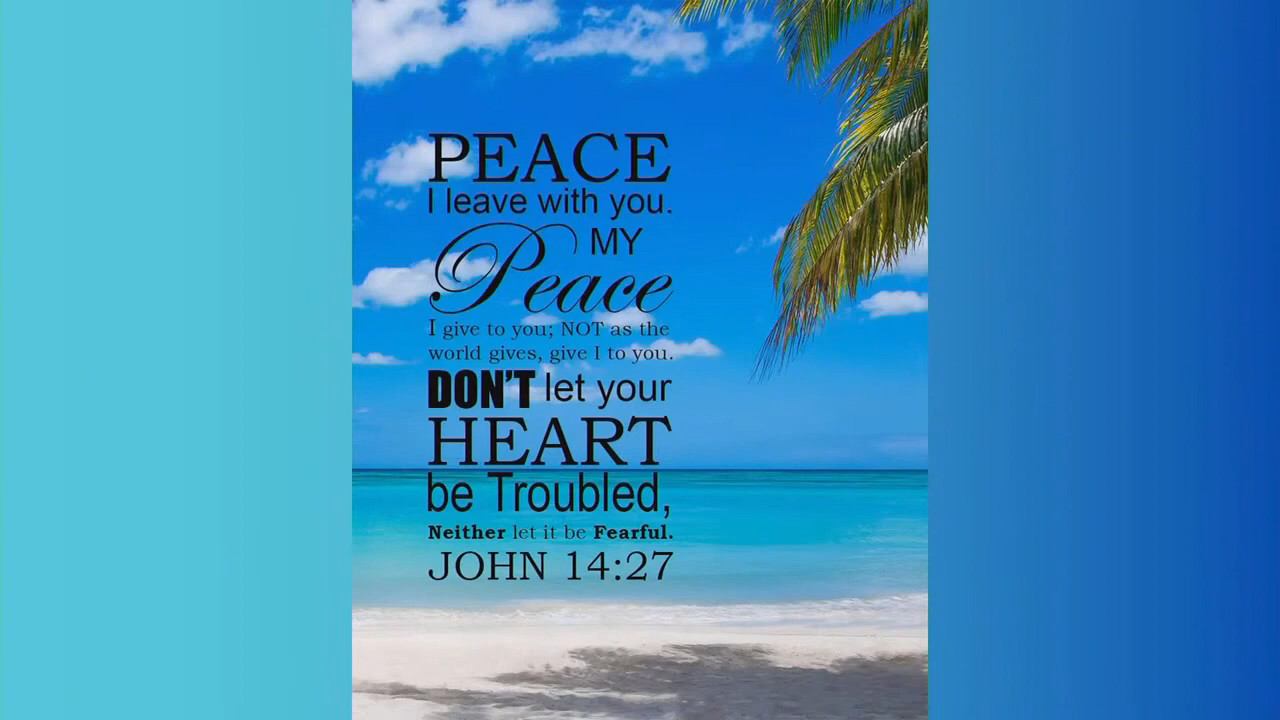 PEACE
I leave with you.
MY
Peace
I give to you; NOT as the
world gives, give I to you.
DON'T let your
HEART
be Troubled,
Neither let it be Fearful.
JOHN 14:27